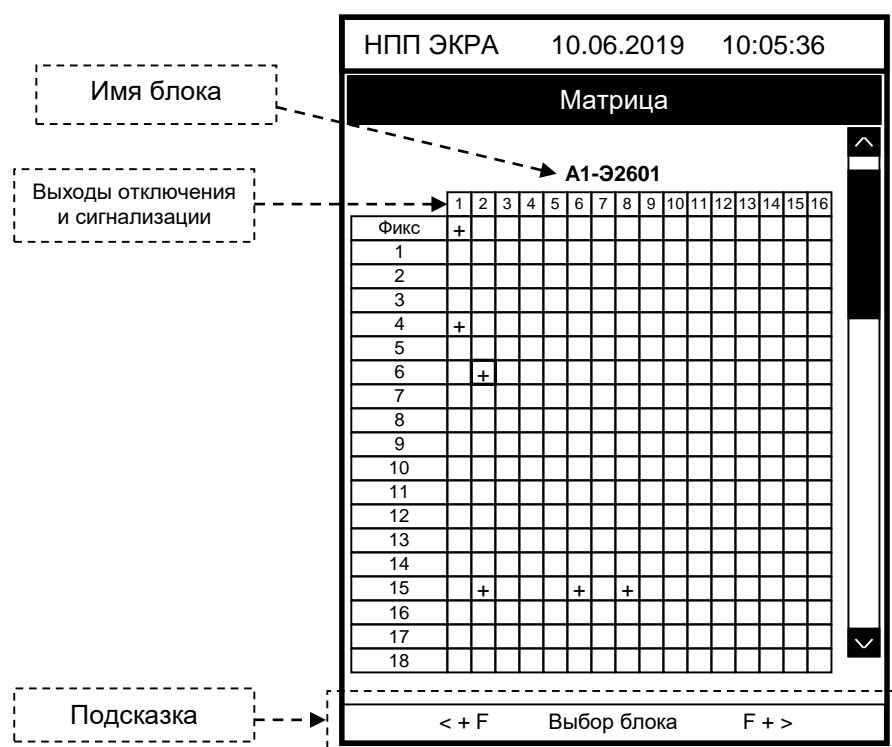 НПП ЭКРА 10.06.2019 10:05:36
Имя блока
Матрица
А1-Э2601
Выходы отключения
и сигнализации
1 2 3 4 5 6 7 8 9 10 11 12 13 14 15 16
Фикс +
1
2
3
4 +
5
6 +
7
8
9
10
11
12
13
14
15 + + +
16
17
18
Подсказка
< + F Выбор блока F + >